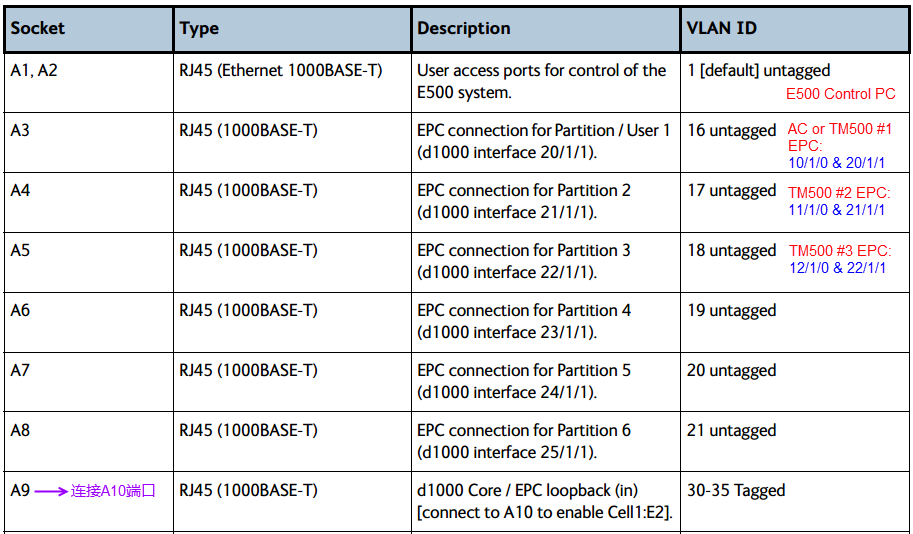 Socket Type Description VLAN ID
A1, A2 RJ45 (Ethernet 1000BASE-T) User access ports for control of the 1 [default] untagged
E500 system. E500 Control PC
A3 RJ45 (1000BASE-T) EPC connection for Partition / User 1 16 untagged AC or TM500 #1
(d1000 interface 20/1/1). EPC:
10/1/0 & 20/1/1
A4 RJ45 (1000BASE-T) EPC connection for Partition 2 17 untagged TM500 #2 EPC:
(d1000 interface 21/1/1). 11/1/0 & 21/1/1
A5 RJ45 (1000BASE-T) EPC connection for Partition 3 18 untagged TM500 #3 EPC:
(d1000 interface 22/1/1). 12/1/0 & 22/1/1
A6 RJ45 (1000BASE-T) EPC connection for Partition 4 19 untagged
(d1000 interface 23/1/1).
A7 RJ45 (1000BASE-T) EPC connection for Partition 5 20 untagged
(d1000 interface 24/1/1).
A8 RJ45 (1000BASE-T) EPC connection for Partition 6 21 untagged
(d1000 interface 25/1/1).
A9 连接A10端口 RJ45 (1000BASE-T) d1000 Core / EPC loopback (in) 30-35 Tagged
[connect to A10 to enable Cell1:E2].